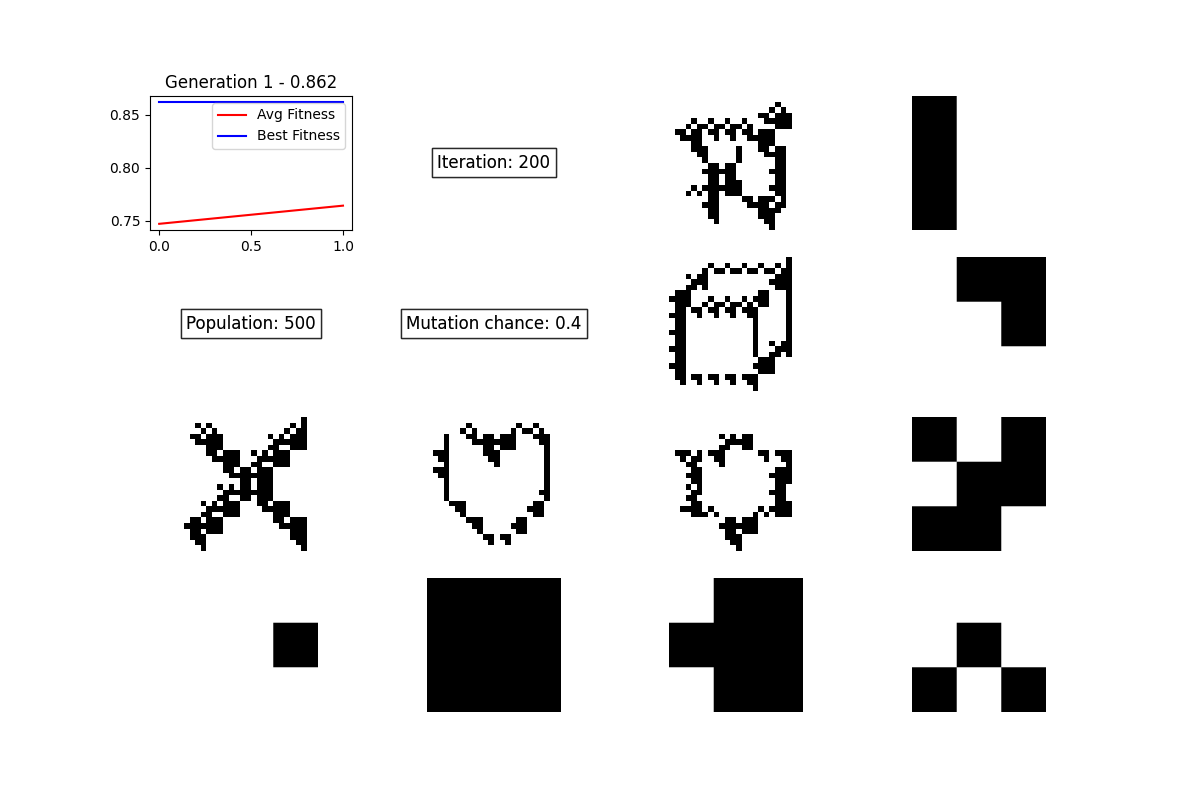 Generation 1 - 0.862
0.85
0.80
0.75
Avg Fitness
Best Fitness
0.0 0.5 1.0
Iteration: 200
Population: 500
Mutation chance: 0.4